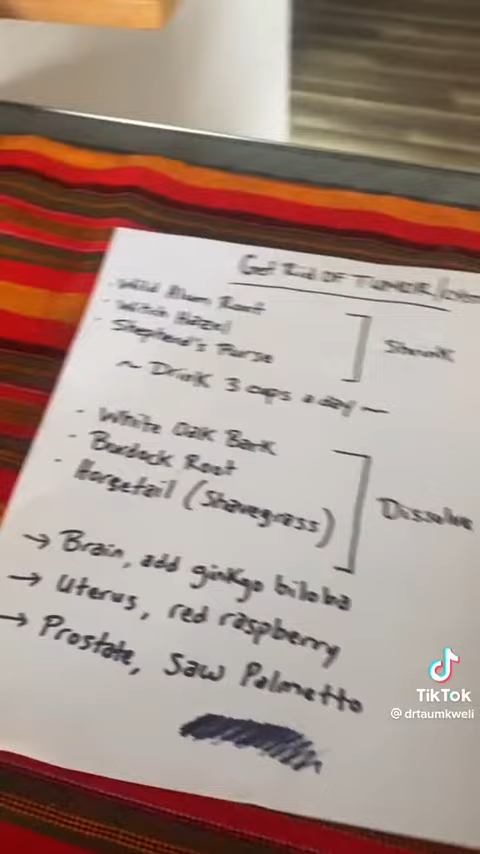 Get Rid OF TUMOR/
- Wild Alum Root
- Witch Hazel
- Shepherd's Purse
Shrink
~ Drink 3 cups a day ~
- White Oak Bark
- Burdock Root
- Horsetail (Shavegrass)
Dissolve
→ Brain, add ginkgo biloba
→ Uterus, red raspberry
→ Prostate, Saw Palmetto
TikTok
@drtaumkweli